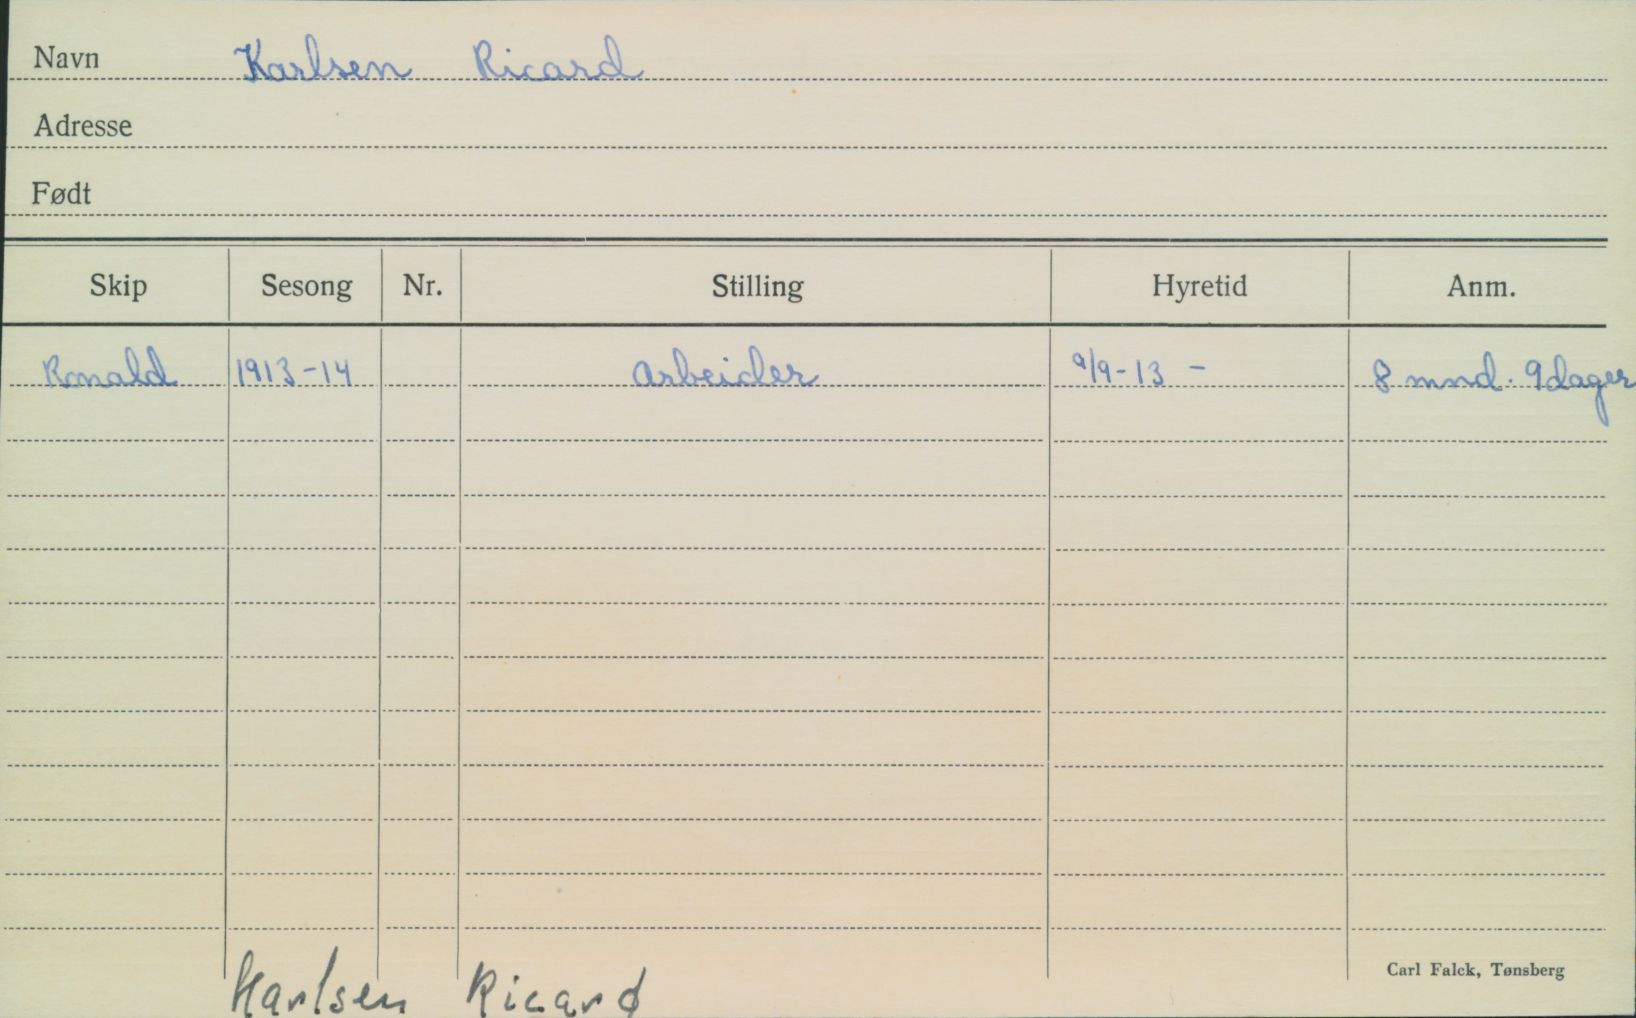 Navn Karlsen Ricard
Adresse
Født
Skip Sesong Nr. Stilling Hyretid Anm.
Ronald 1913-14 Arbeider 9/9-13 - 8 mnd. 9 dager
Carl Falck, Tønsberg
Karlsen Ricard